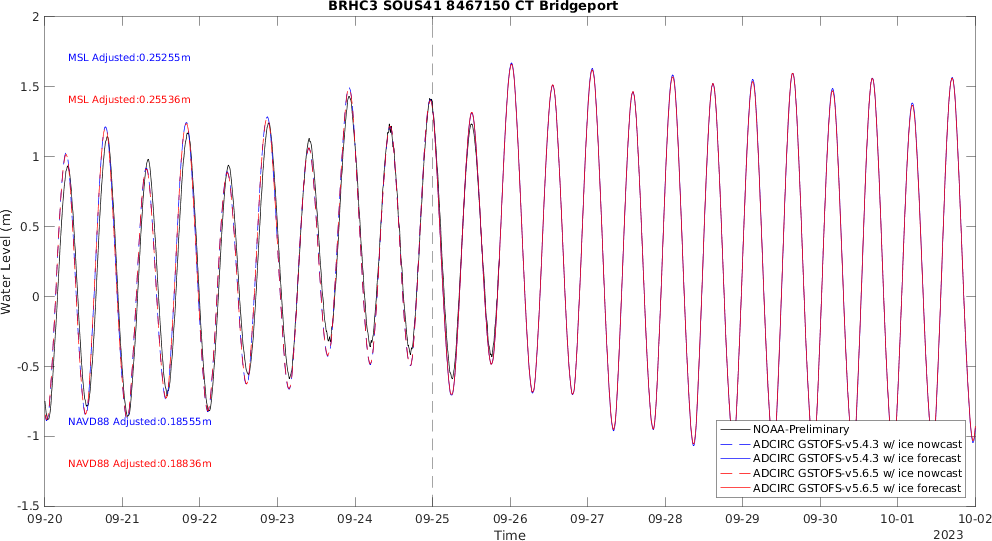 BRHC3 SOUS41 8467150 CT Bridgeport
2
1.5
1
0.5
0
-0.5
-1
-1.5
Water Level (m)
MSL Adjusted:0.25255m
MSL Adjusted:0.25536m
NAVD88 Adjusted:0.18555m
NAVD88 Adjusted:0.18836m
NOAA-Preliminary
ADCIRC GSTOFS-v5.4.3 w/ ice nowcast
ADCIRC GSTOFS-v5.4.3 w/ ice forecast
ADCIRC GSTOFS-v5.6.5 w/ ice nowcast
ADCIRC GSTOFS-v5.6.5 w/ ice forecast
09-20 09-21 09-22 09-23 09-24 09-25 09-26 09-27 09-28 09-29 09-30 10-01 10-02
Time
2023